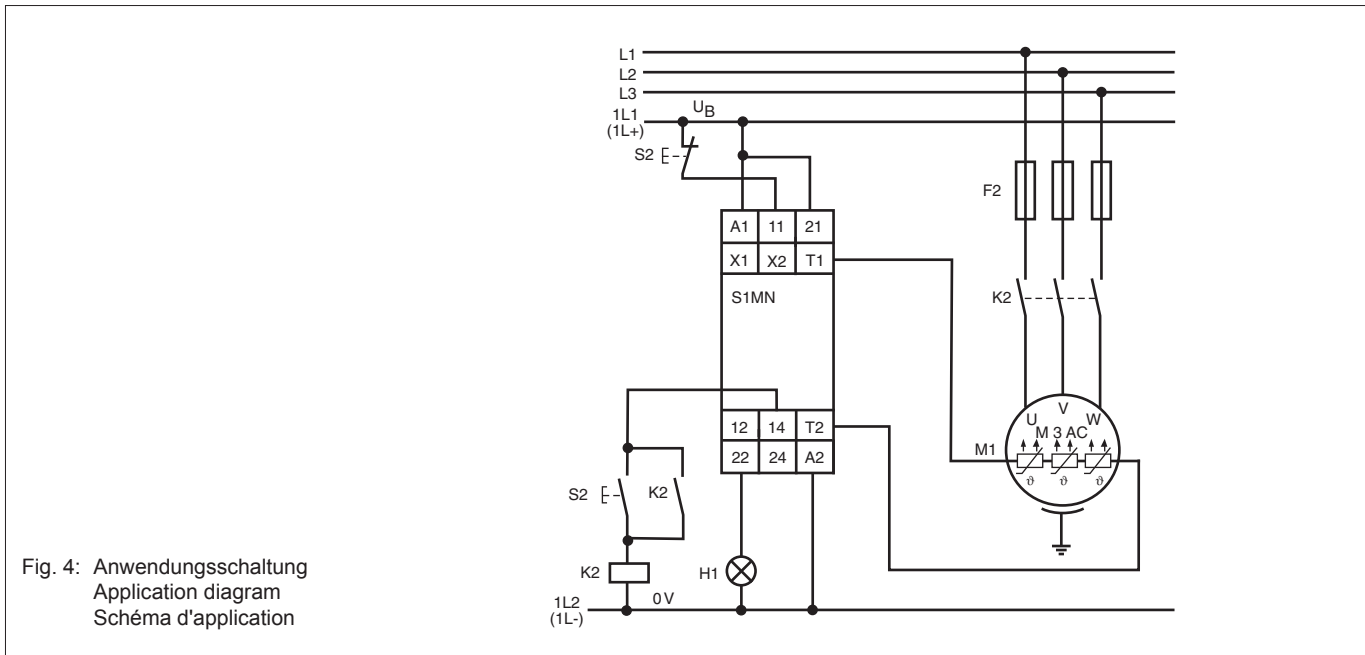 L1
L2
L3
1L1 U_B
(1L+)
S2
F2
A1 11 21
X1 X2 T1
S1MN
K2
12 14 T2
22 24 A2
U V W
M 3 AC
M1
ϑ ϑ ϑ
S2 K2
K2 H1
1L2 0 V
(1L-)
Fig. 4: Anwendungsschaltung
Application diagram
Schéma d'application